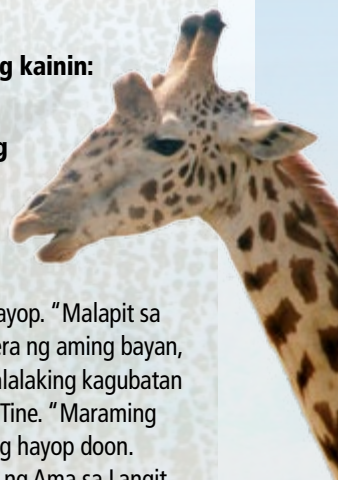 g kainin:
g
ayop. “Malapit sa
era ng aming bayan,
alalaking kagubatan
Tine. “Maraming
g hayop doon.
ng Ama sa Langit